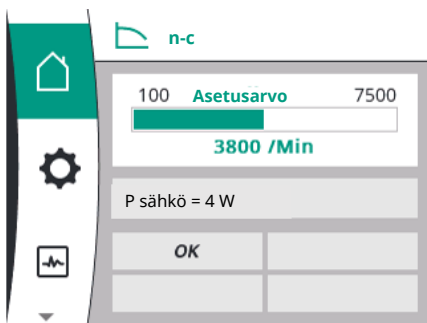 n-c
100 Asetusarvo 7500
3800 /Min
P sähkö = 4 W
OK